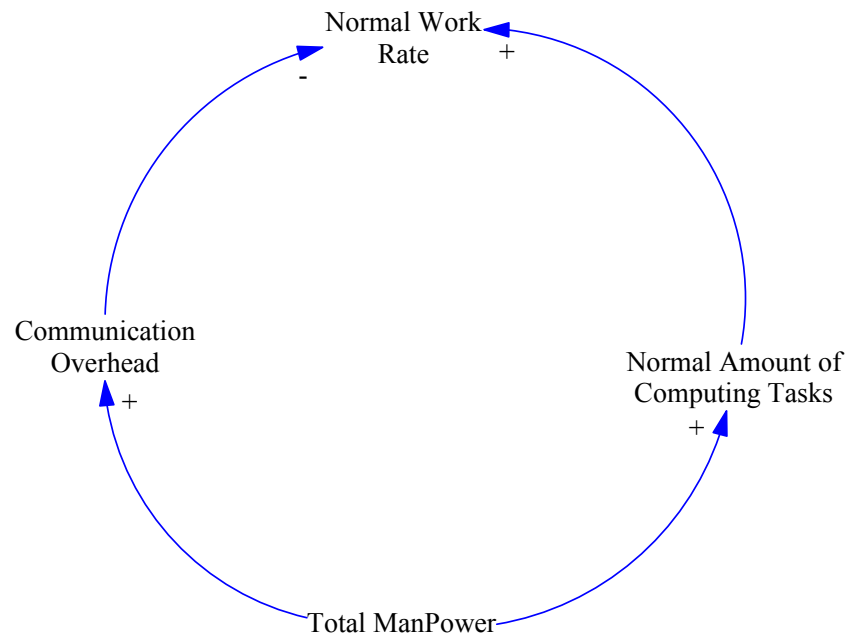 Normal Work
Rate
+
-
Communication
Overhead
+
Normal Amount of
Computing Tasks
+
Total ManPower